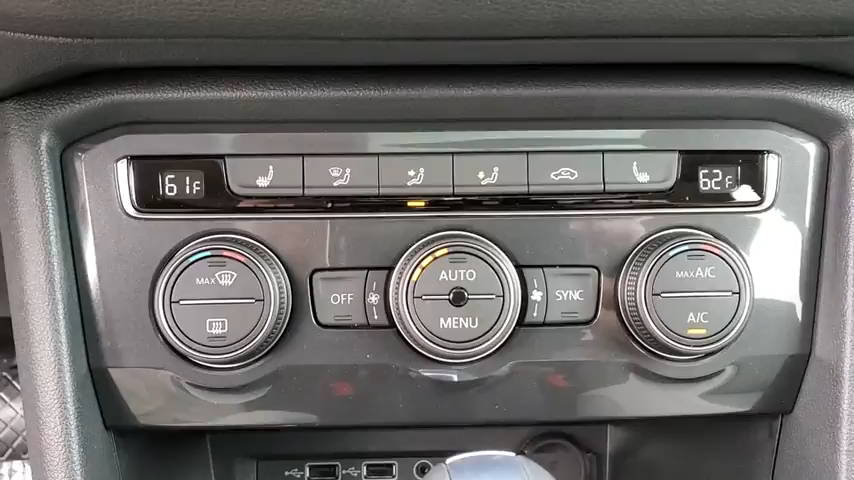 61F
62F
MAX
OFF
AUTO
MENU
SYNC
MAX A/C
A/C